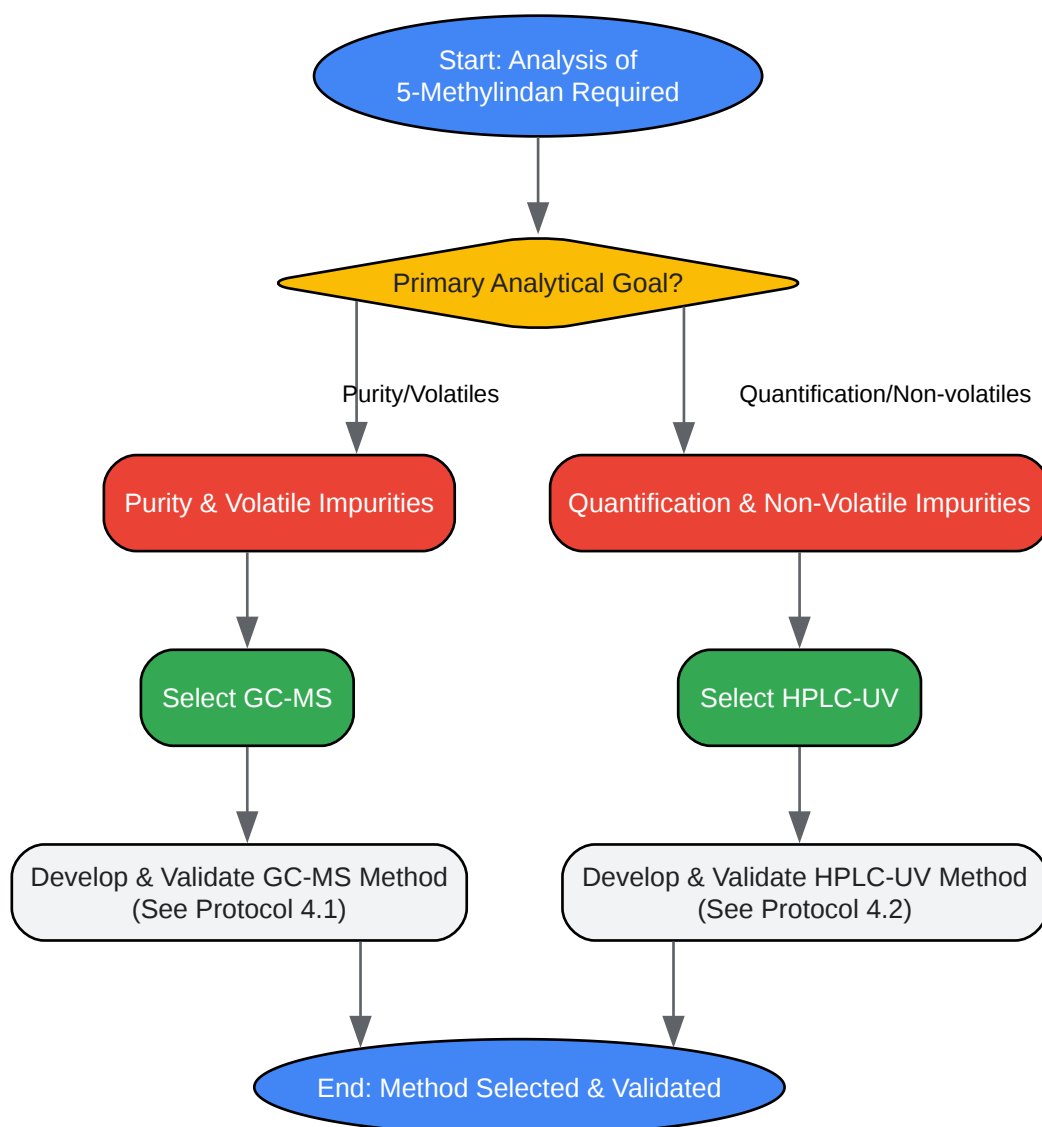 Start: Analysis of
5-Methylindan Required
Primary Analytical Goal?
Purity/Volatiles
Quantification/Non-volatiles
Purity & Volatile Impurities
Quantification & Non-Volatile Impurities
Select GC-MS
Select HPLC-UV
Develop & Validate GC-MS Method
(See Protocol 4.1)
Develop & Validate HPLC-UV Method
(See Protocol 4.2)
End: Method Selected & Validated